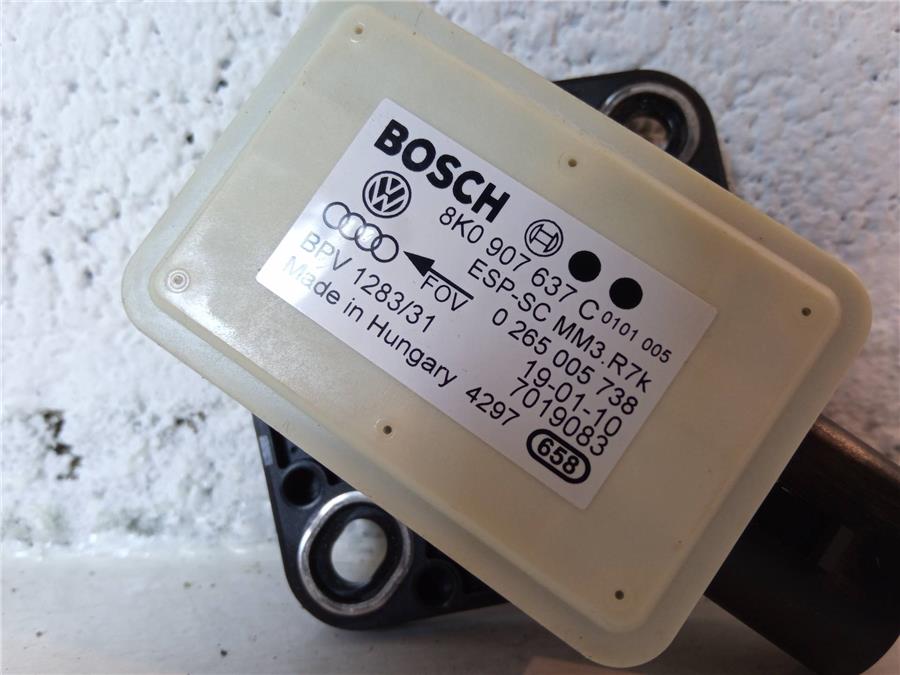 BOSCH
8K0 907 637 C 0101 005
ESP-SC MM3.R7k
FOV 0 265 005 738
BPV 1283/31 19-01-10
Made in Hungary 7019083
4297 658